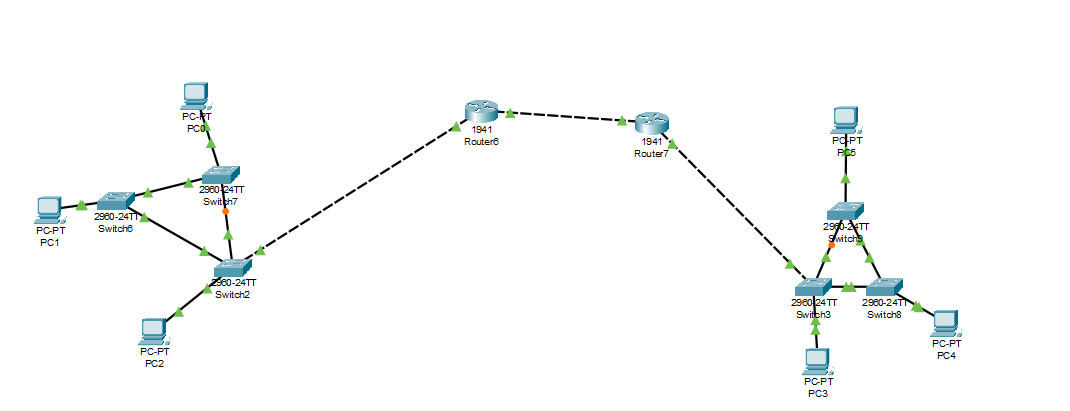 PC-PT
PC0
2960-24TT
Switch7
PC-PT
PC1
2960-24TT
Switch6
2960-24TT
Switch2
PC-PT
PC2
1941
Router6
1941
Router7
PC-PT
PC5
2960-24TT
Switch9
2960-24TT
Switch3
2960-24TT
Switch8
PC-PT
PC4
PC-PT
PC3